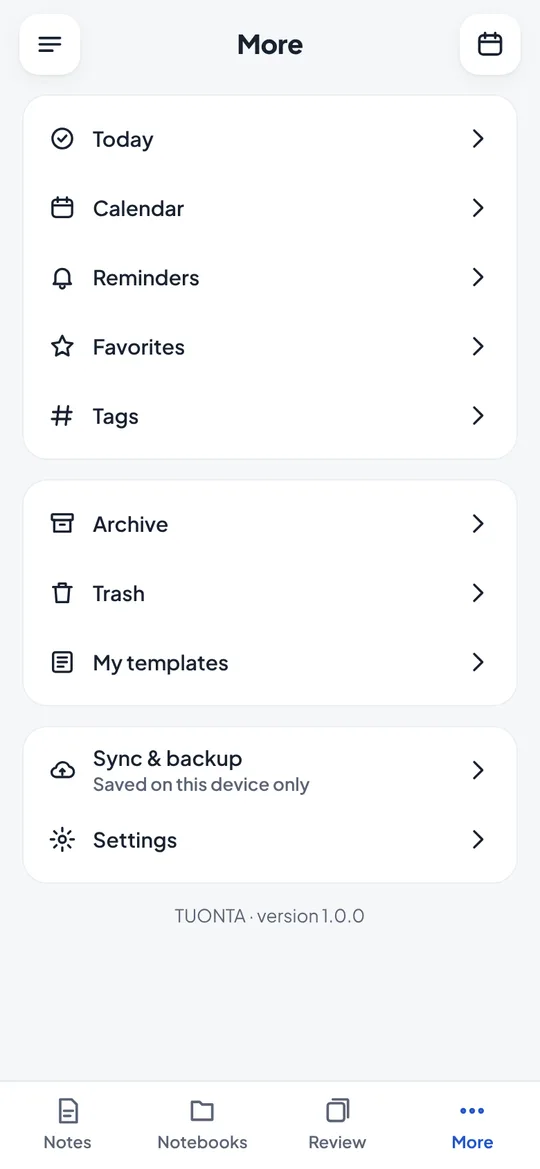 More
Today
Calendar
Reminders
Favorites
Tags
Archive
Trash
My templates
Sync & backup
Saved on this device only
Settings
TUONTA · version 1.0.0
Notes
Notebooks
Review
More